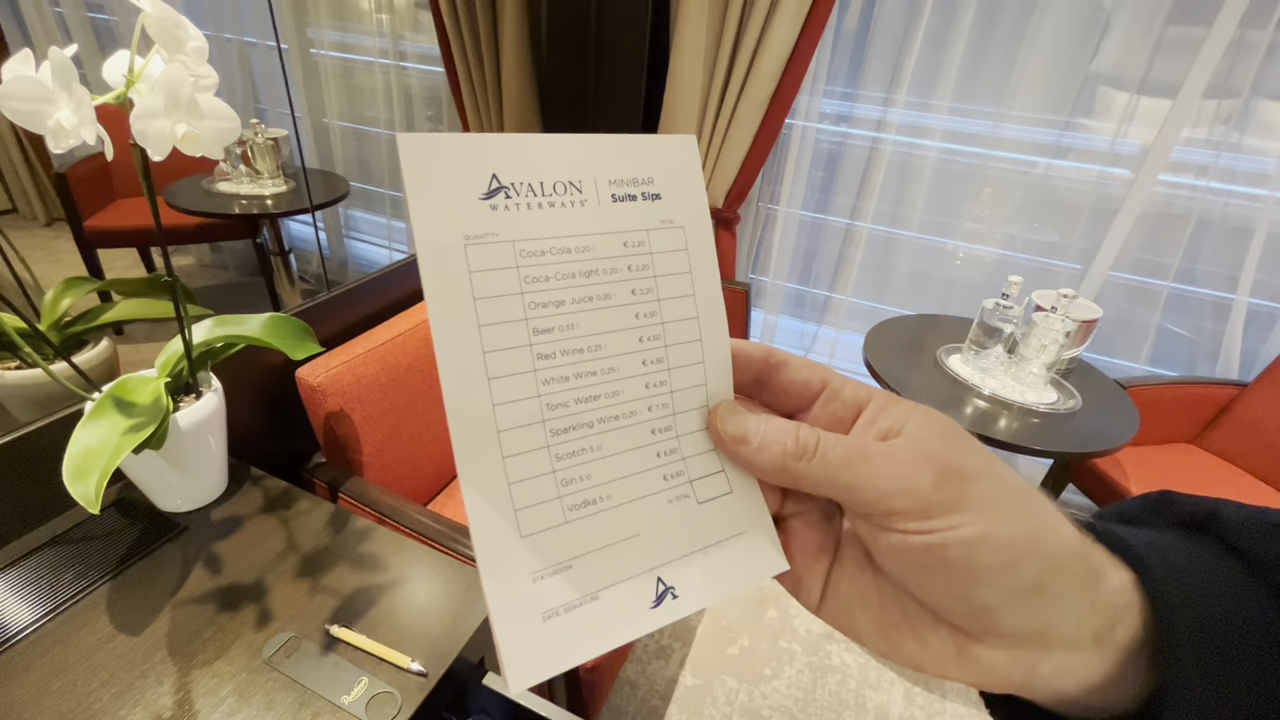 AVALON WATERWAYS®
MINIBAR
Suite Sips
QUANTITY TOTAL
Coca-Cola 0,20 l € 2,20
Coca-Cola light 0,20 l € 2,20
Orange Juice 0,20 l € 2,20
Beer 0,33 l € 4,90
Red Wine 0,25 l € 4,50
White Wine 0,25 l € 4,50
Tonic Water 0,20 l € 4,30
Sparkling Wine 0,20 l € 7,70
Scotch 5 cl € 6,60
Gin 5 cl € 6,60
Vodka 5 cl € 6,60
TOTAL
STATEROOM
DATE, SIGNATURE